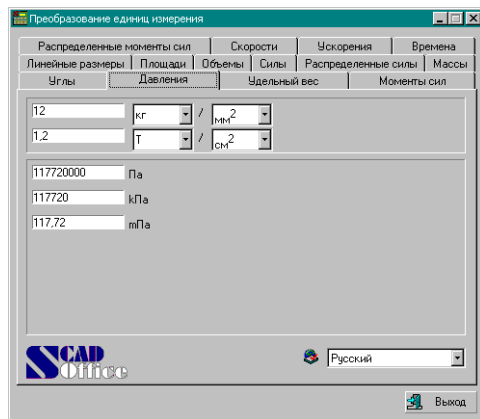 Преобразование единиц измерения
Распределенные моменты сил Скорости Ускорения Времена
Линейные размеры Площади Объемы Силы Распределенные силы Массы
Углы Давления Удельный вес Моменты сил
12 кг / мм2
1,2 Т / см2
117720000 Па
117720 кПа
117,72 mПа
SCAD Office
Русский
Выход